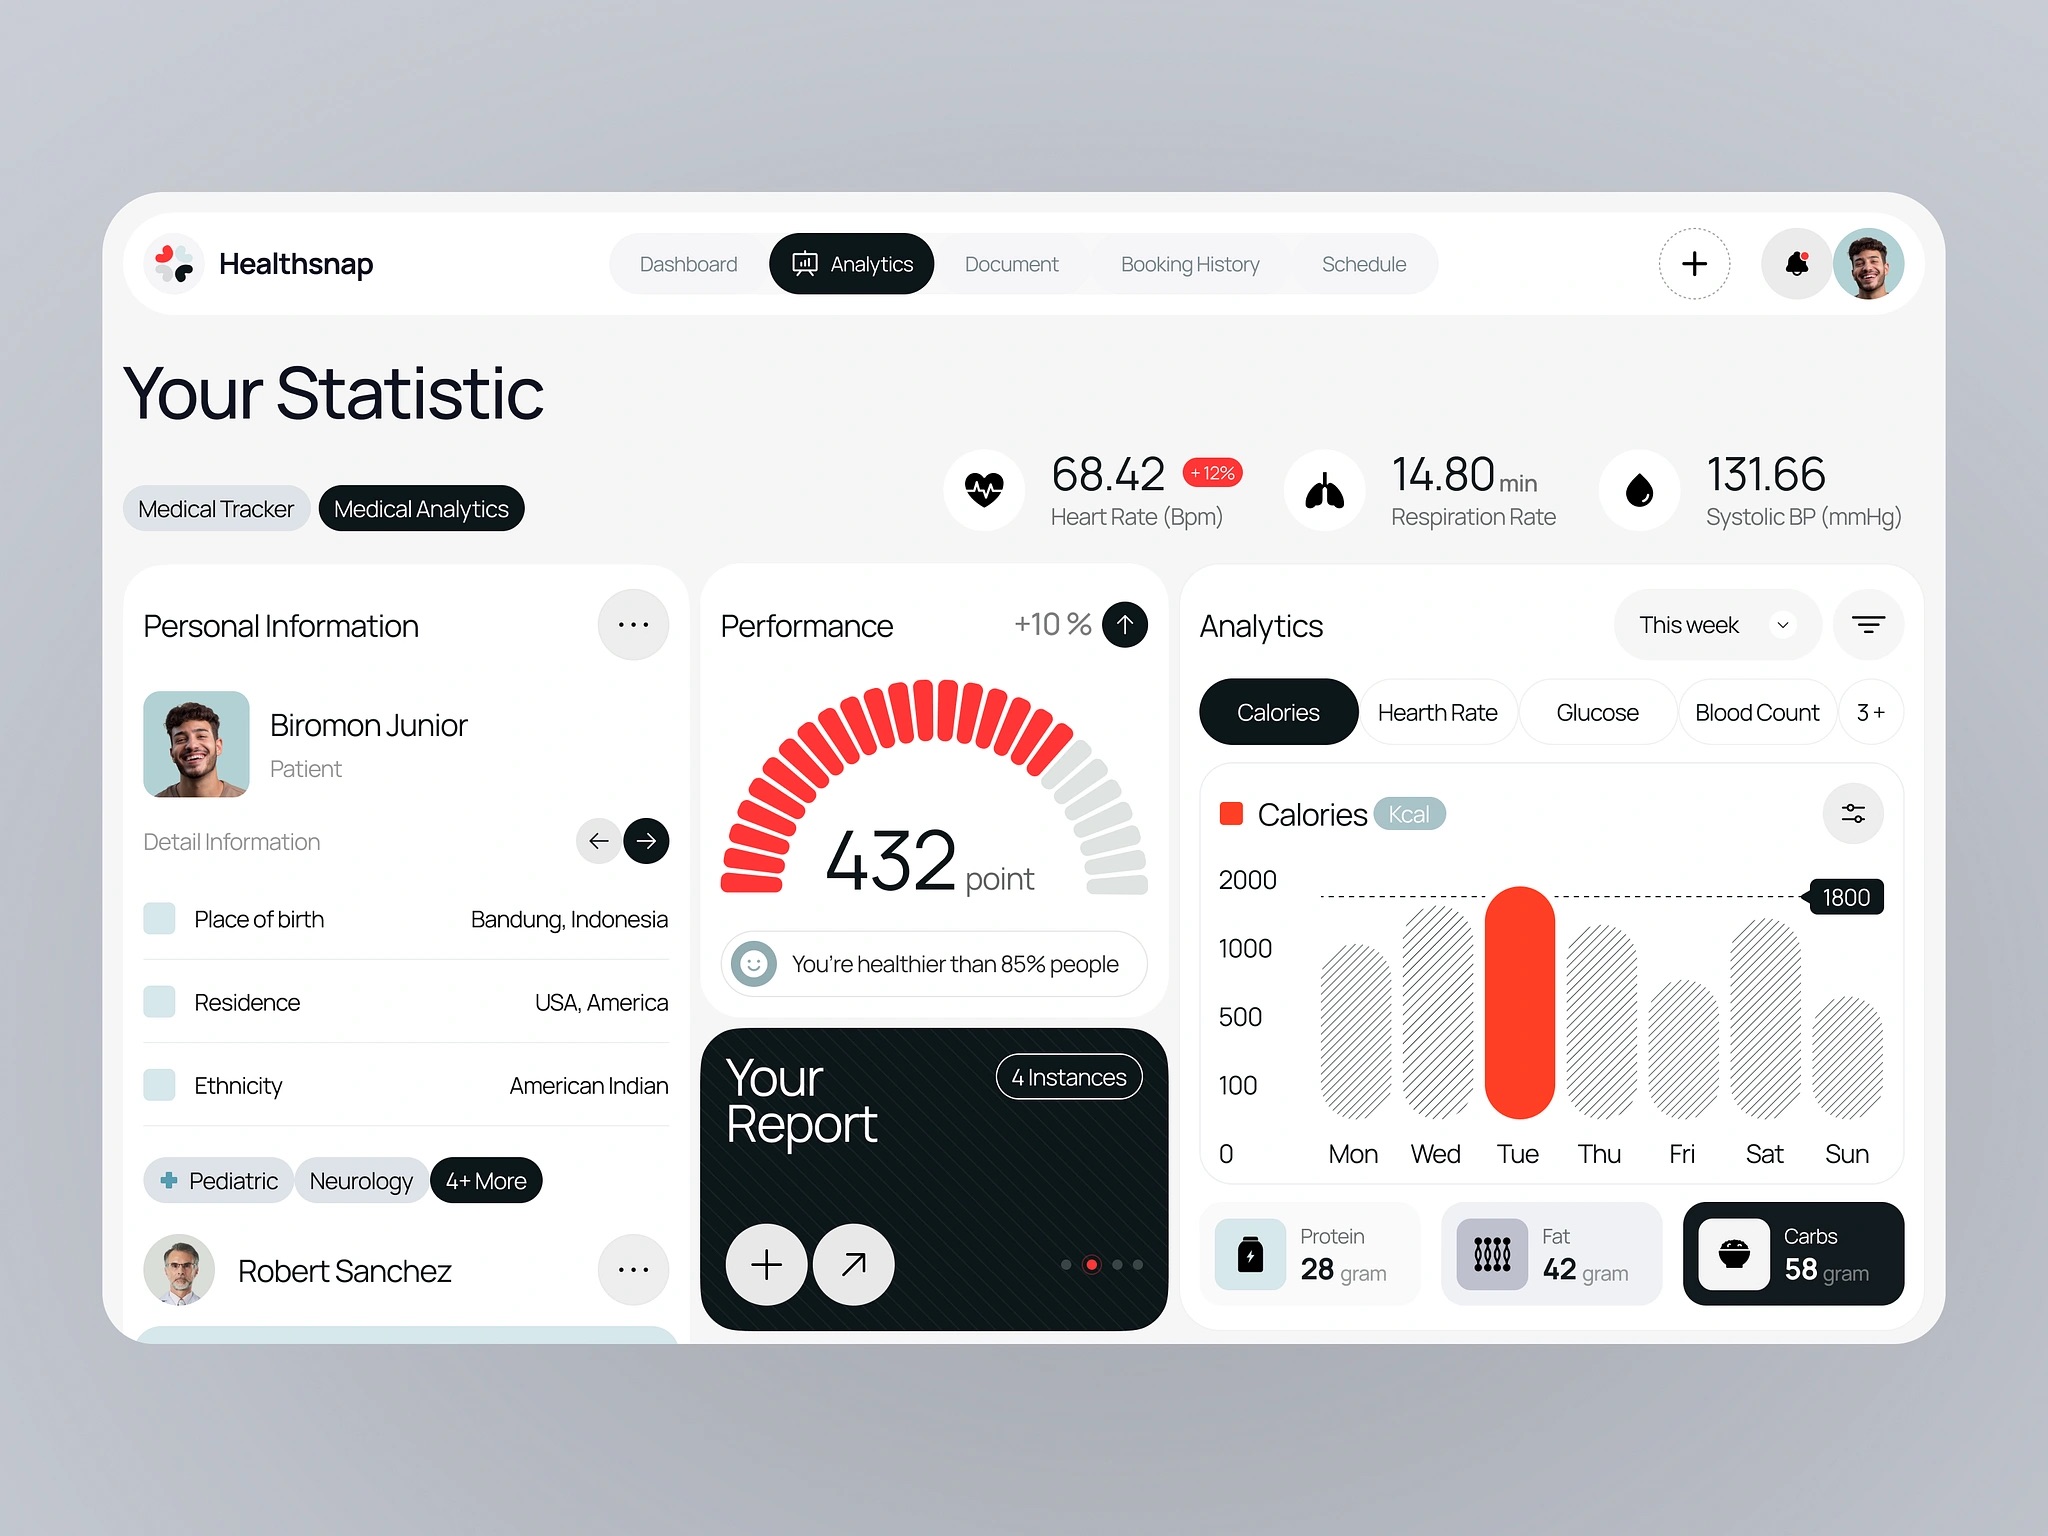 Healthsnap
Dashboard
Analytics
Document
Booking History
Schedule
Your Statistic
Medical Tracker
Medical Analytics
68.42 +12%
Heart Rate (Bpm)
14.80 min
Respiration Rate
131.66
Systolic BP (mmHg)
Personal Information
Biromon Junior
Patient
Detail Information
Place of birth
Bandung, Indonesia
Residence
USA, America
Ethnicity
American Indian
Pediatric
Neurology
4+ More
Robert Sanchez
Performance
+10 %
432 point
You're healthier than 85% people
Your
Report
4 Instances
Analytics
This week
Calories
Hearth Rate
Glucose
Blood Count
3 +
Calories Kcal
2000
1800
1000
500
100
0
Mon
Wed
Tue
Thu
Fri
Sat
Sun
Protein
28 gram
Fat
42 gram
Carbs
58 gram